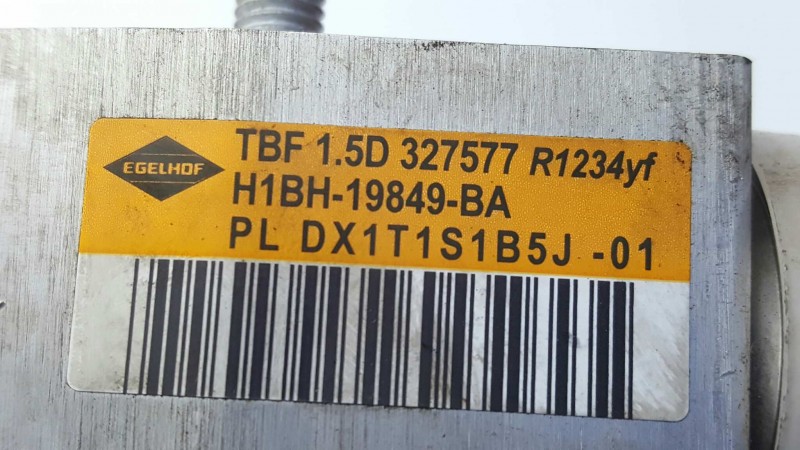 EGELHOF
TBF 1.5D 327577 R1234yf
H1BH-19849-BA
PL DX1T1S1B5J -01